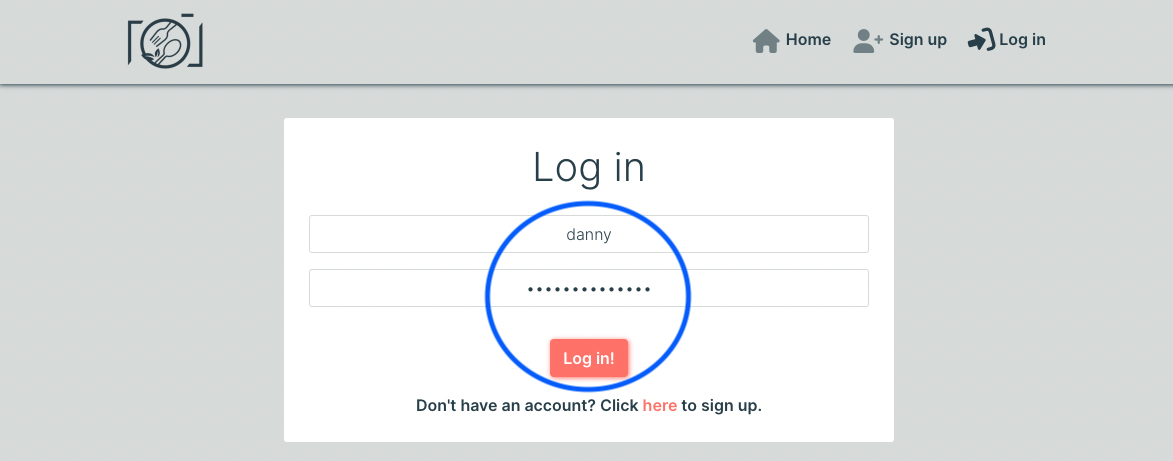 Home Sign up Log in
Log in
danny
••••••••••••••
Log in!
Don't have an account? Click here to sign up.